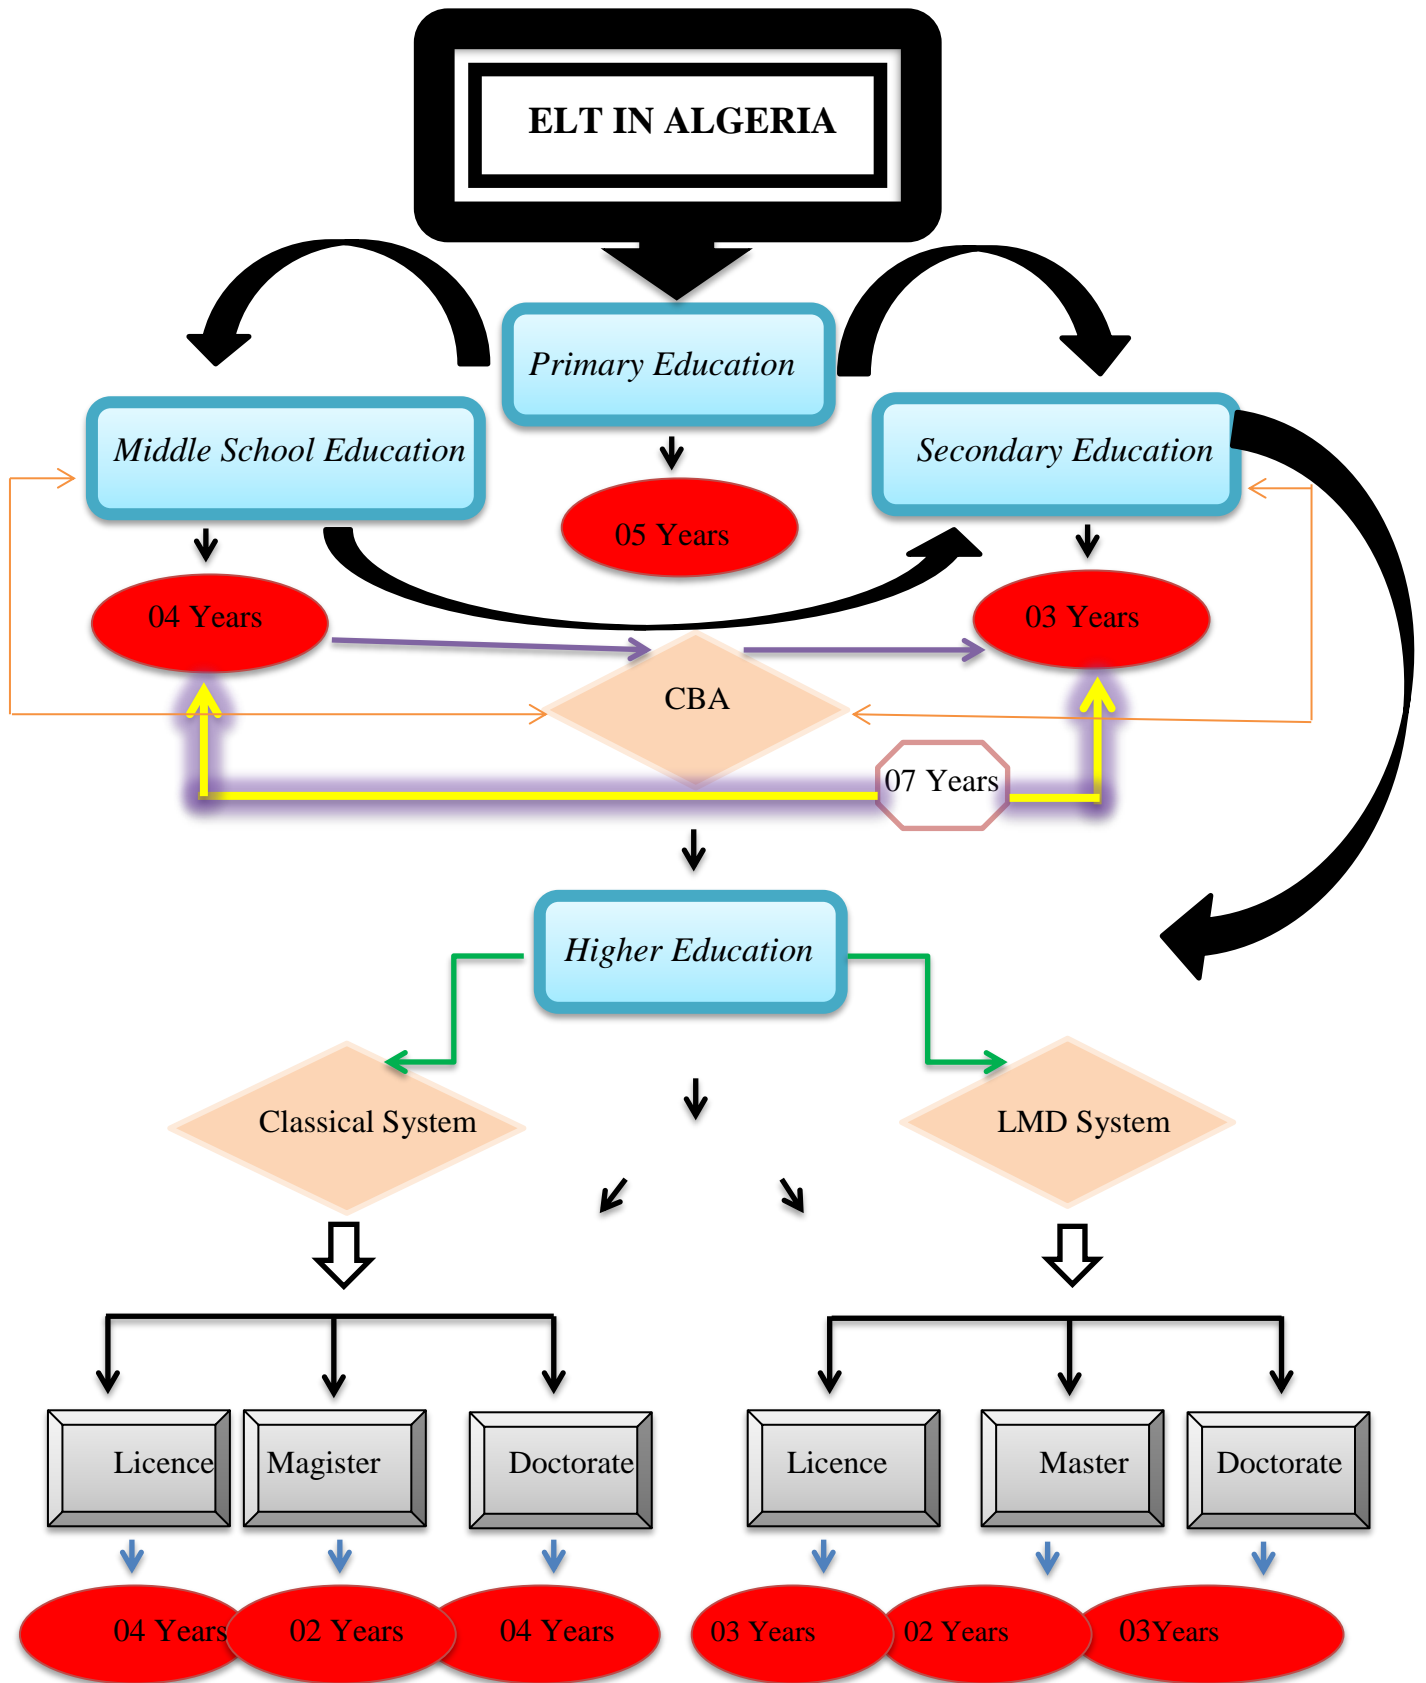 ELT IN ALGERIA
Primary Education
Middle School Education
Secondary Education
05 Years
04 Years
03 Years
CBA
07 Years
Higher Education
Classical System
LMD System
Licence
Magister
Doctorate
Licence
Master
Doctorate
04 Years
02 Years
04 Years
03 Years
02 Years
03Years